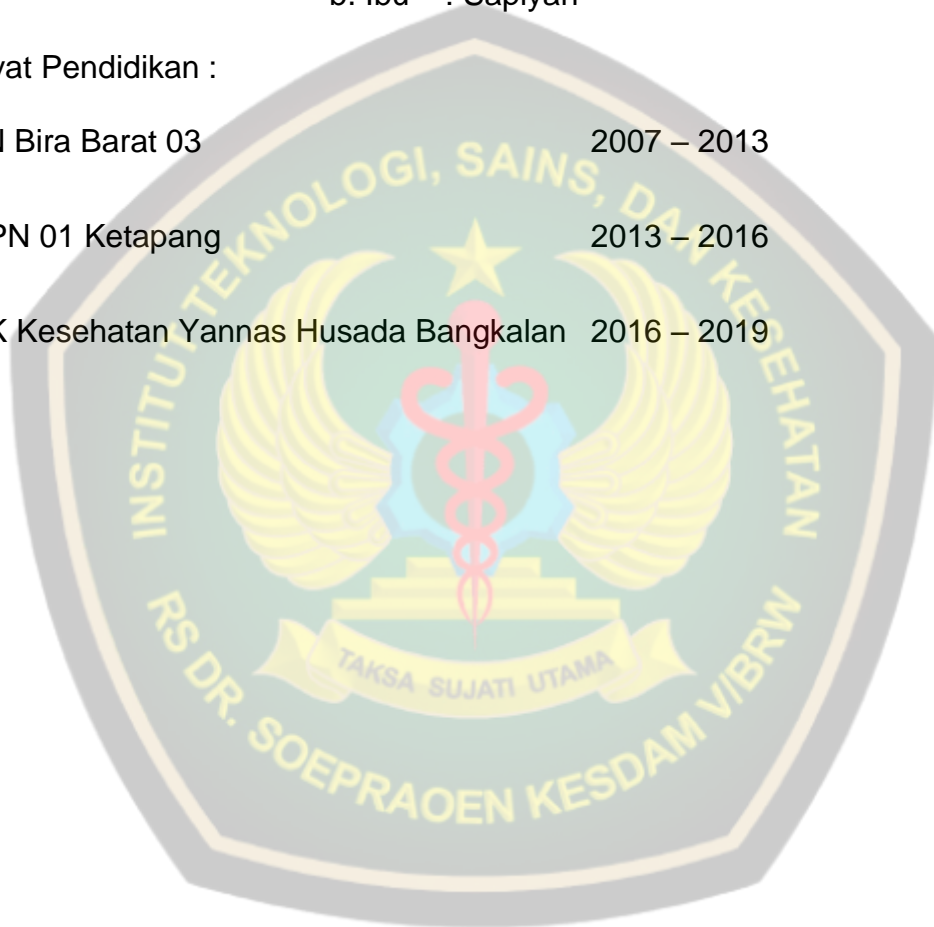 b. Ibu : Sapiyah
yat Pendidikan :
N Bira Barat 03 2007 – 2013
PN 01 Ketapang 2013 – 2016
K Kesehatan Yannas Husada Bangkalan 2016 – 2019
INSTITUT TEKNOLOGI, SAINS, DAN KESEHATAN
TAKSA SUJATI UTAMA
RS DR. SOEPRAOEN KESDAM V/BRW